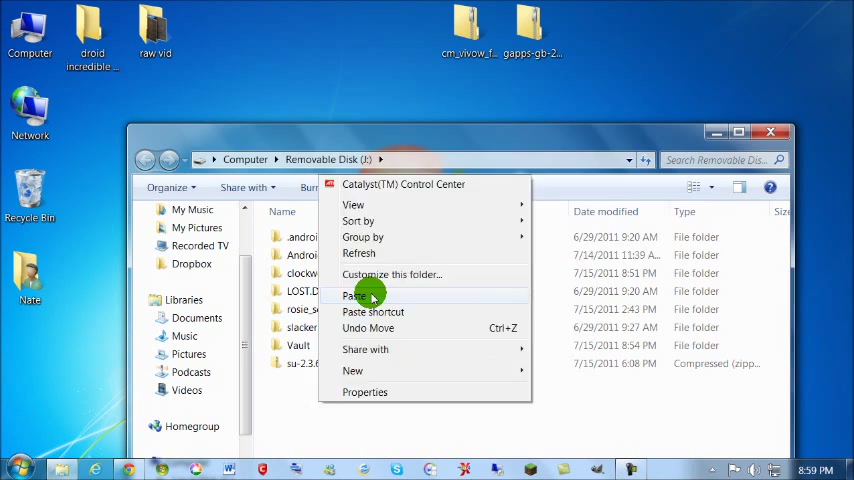 Computer
droid
incredible ...
raw vid
cm_vivow_f...
gapps-gb-2...
Network
Recycle Bin
Nate
Computer
Removable Disk (J:)
Search Removable Dis...
Organize
Share with
Burn
My Music
My Pictures
Recorded TV
Dropbox
Libraries
Documents
Music
Pictures
Podcasts
Videos
Homegroup
Name
Date modified
Type
Size
.androi
6/29/2011 9:20 AM
File folder
Androi
7/14/2011 11:39 A...
File folder
clockwo
7/15/2011 8:51 PM
File folder
LOST.D
6/29/2011 9:20 AM
File folder
rosie_s
7/15/2011 2:43 PM
File folder
slacker
6/29/2011 9:27 AM
File folder
Vault
7/15/2011 8:54 PM
File folder
su-2.3.6
7/15/2011 6:08 PM
Compressed (zipp...
Catalyst(TM) Control Center
View
Sort by
Group by
Refresh
Customize this folder...
Paste
Paste shortcut
Undo Move
Ctrl+Z
Share with
New
Properties
8:59 PM